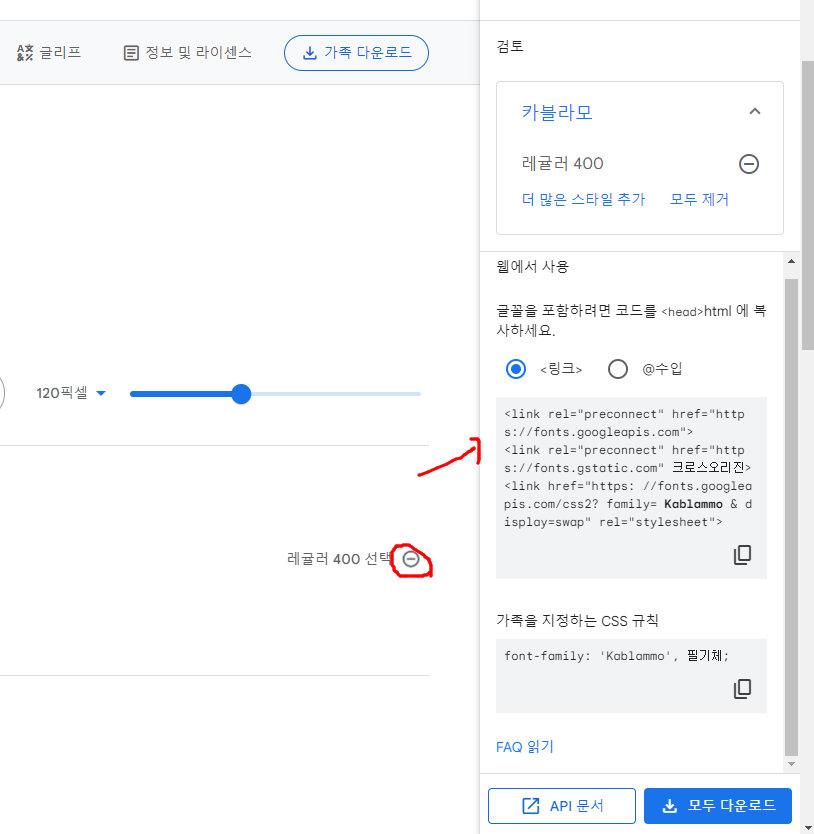 글리프
정보 및 라이센스
가족 다운로드
120픽셀
레귤러 400 선택
검토
카블라모
레귤러 400
더 많은 스타일 추가
모두 제거
웹에서 사용
글꼴을 포함하려면 코드를 <head>html 에 복
사하세요.
<링크>
@수입
<link rel="preconnect" href="http
s://fonts.googleapis.com">
<link rel="preconnect" href="http
s://fonts.gstatic.com" 크로스오리진>
<link href="https: //fonts.googlea
pis.com/css2? family= Kablammo & d
isplay=swap" rel="stylesheet">
가족을 지정하는 CSS 규칙
font-family: 'Kablammo', 필기체;
FAQ 읽기
API 문서
모두 다운로드